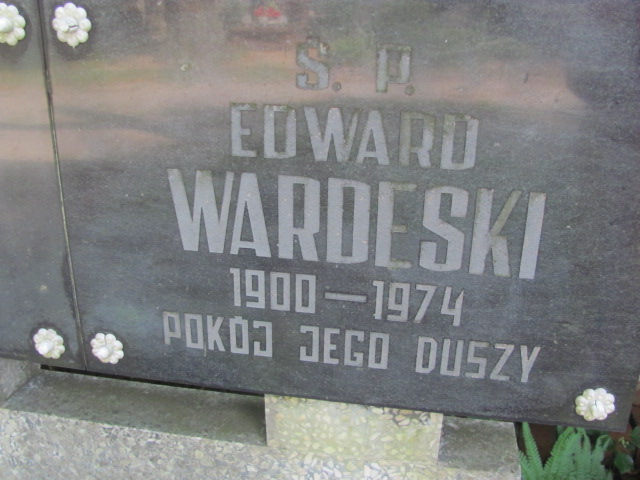 Ś. P.
EDWARD
WARDESKI
1900 — 1974
POKÓJ JEGO DUSZY